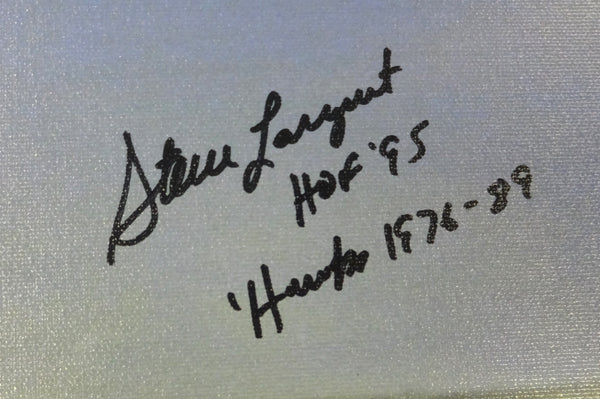 Steve Largent
HOF '95
'Hawks 1976-89